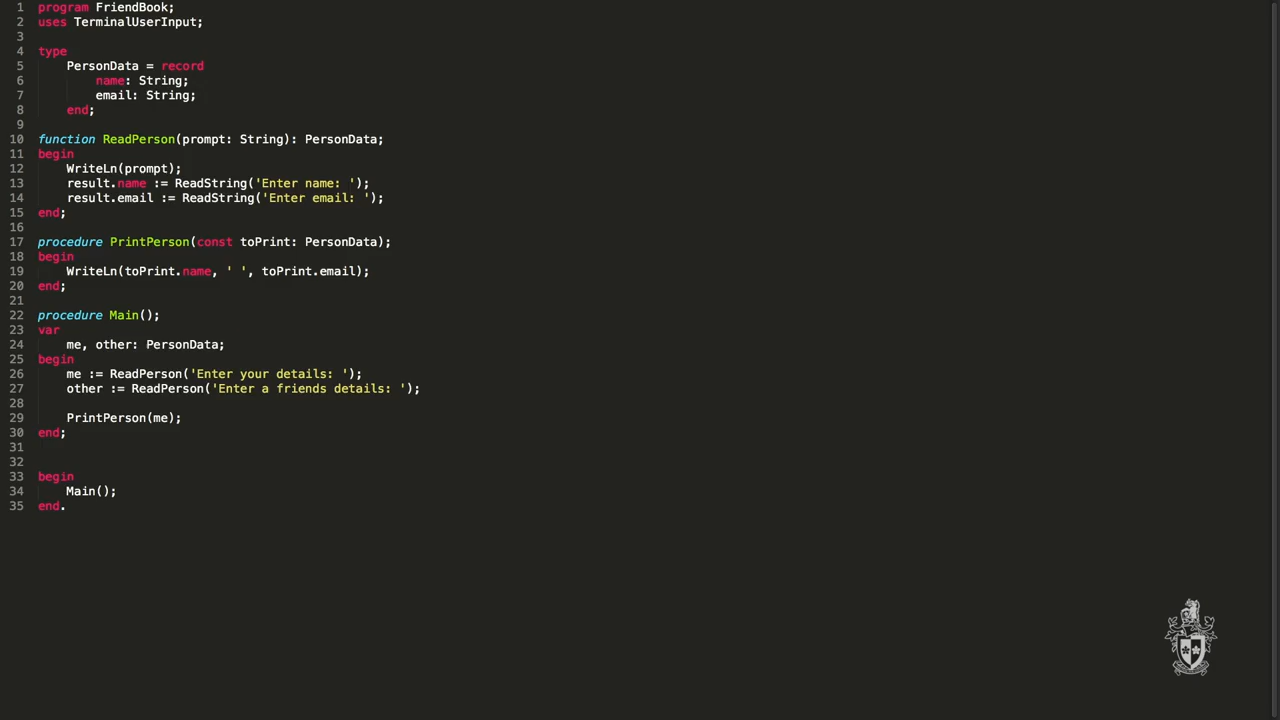 1 program FriendBook;
2 uses TerminalUserInput;
3
4 type
5     PersonData = record
6         name: String;
7         email: String;
8     end;
9
10 function ReadPerson(prompt: String): PersonData;
11 begin
12     WriteLn(prompt);
13     result.name := ReadString('Enter name: ');
14     result.email := ReadString('Enter email: ');
15 end;
16
17 procedure PrintPerson(const toPrint: PersonData);
18 begin
19     WriteLn(toPrint.name, ' ', toPrint.email);
20 end;
21
22 procedure Main();
23 var
24     me, other: PersonData;
25 begin
26     me := ReadPerson('Enter your details: ');
27     other := ReadPerson('Enter a friends details: ');
28
29     PrintPerson(me);
30 end;
31
32
33 begin
34     Main();
35 end.